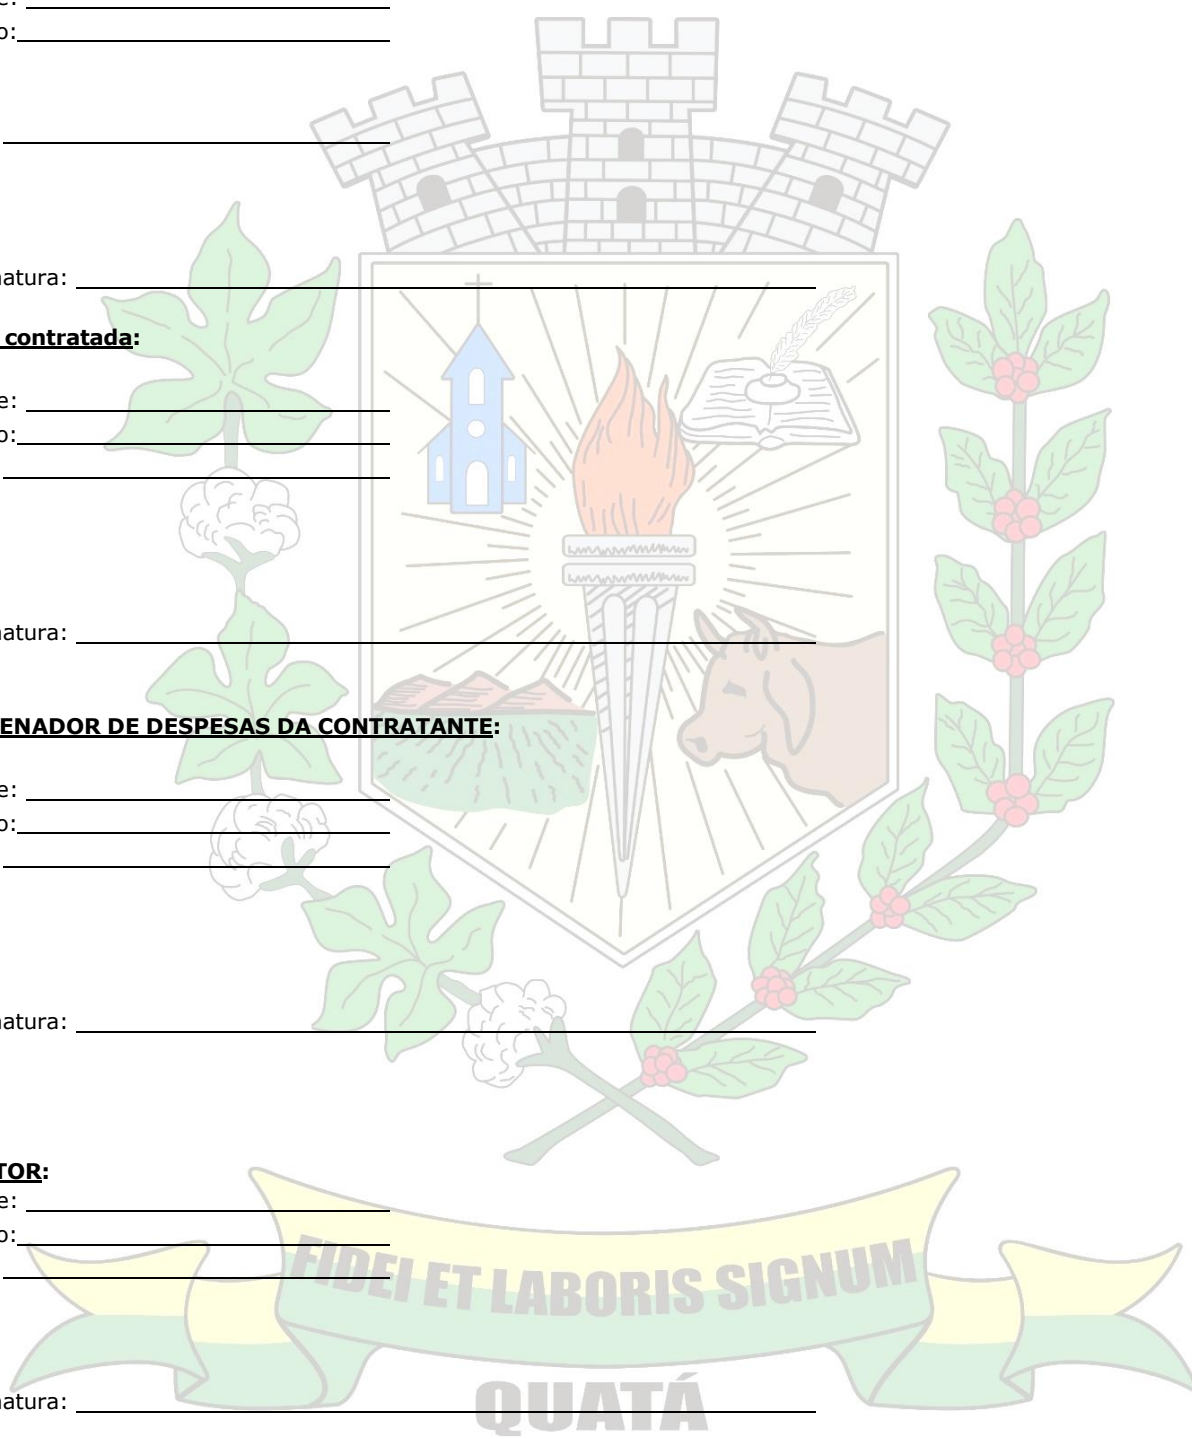 e:
o:
natura:
contratada:
e:
o:
natura:
ENADOR DE DESPESAS DA CONTRATANTE:
e:
o:
natura:
TOR:
e:
o:
FIDEI ET LABORIS SIGNUM
natura:
QUATÁ